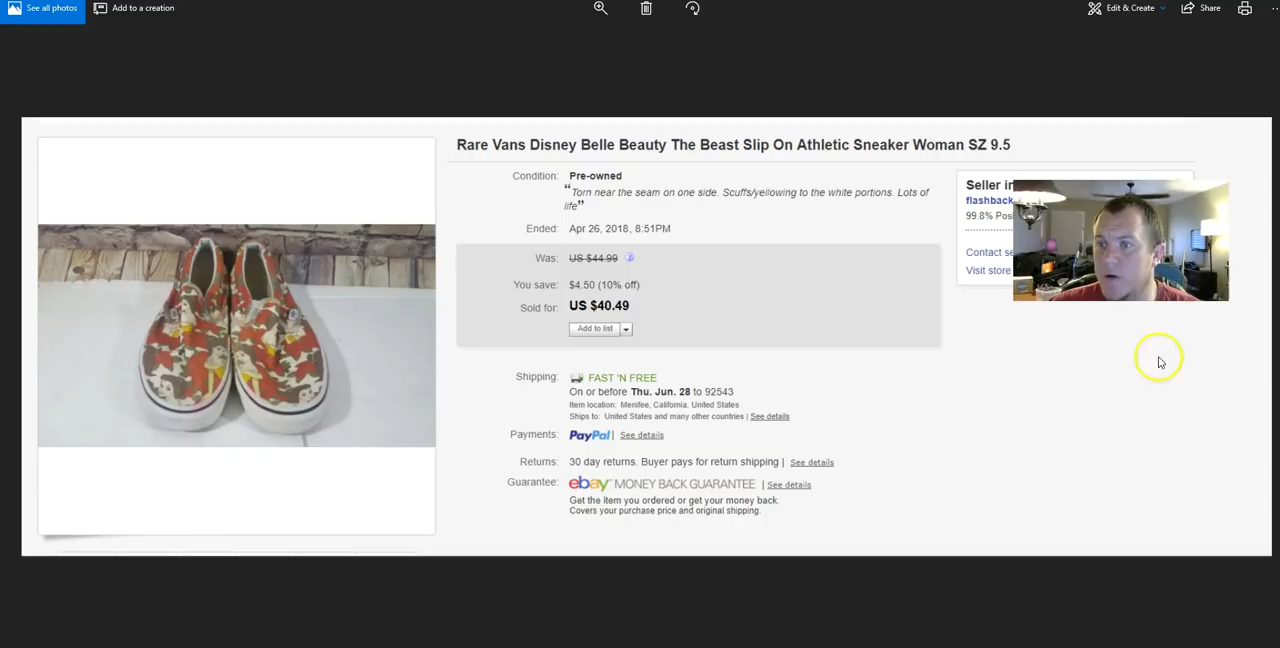 See all photos
Add to a creation
Edit & Create
Share
Rare Vans Disney Belle Beauty The Beast Slip On Athletic Sneaker Woman SZ 9.5
Condition: Pre-owned
“Torn near the seam on one side. Scuffs/yellowing to the white portions. Lots of
life”
Ended: Apr 26, 2018, 8:51PM
Was: US $44.99
You save: $4.50 (10% off)
Sold for: US $40.49
Add to list
Shipping: FAST 'N FREE
On or before Thu. Jun. 28 to 92543
Item location: Menifee, California, United States
Ships to: United States and many other countries | See details
Payments: PayPal | See details
Returns: 30 day returns. Buyer pays for return shipping | See details
Guarantee: ebay MONEY BACK GUARANTEE | See details
Get the item you ordered or get your money back.
Covers your purchase price and original shipping.
Seller
flashback
99.8%
Contact
Visit store